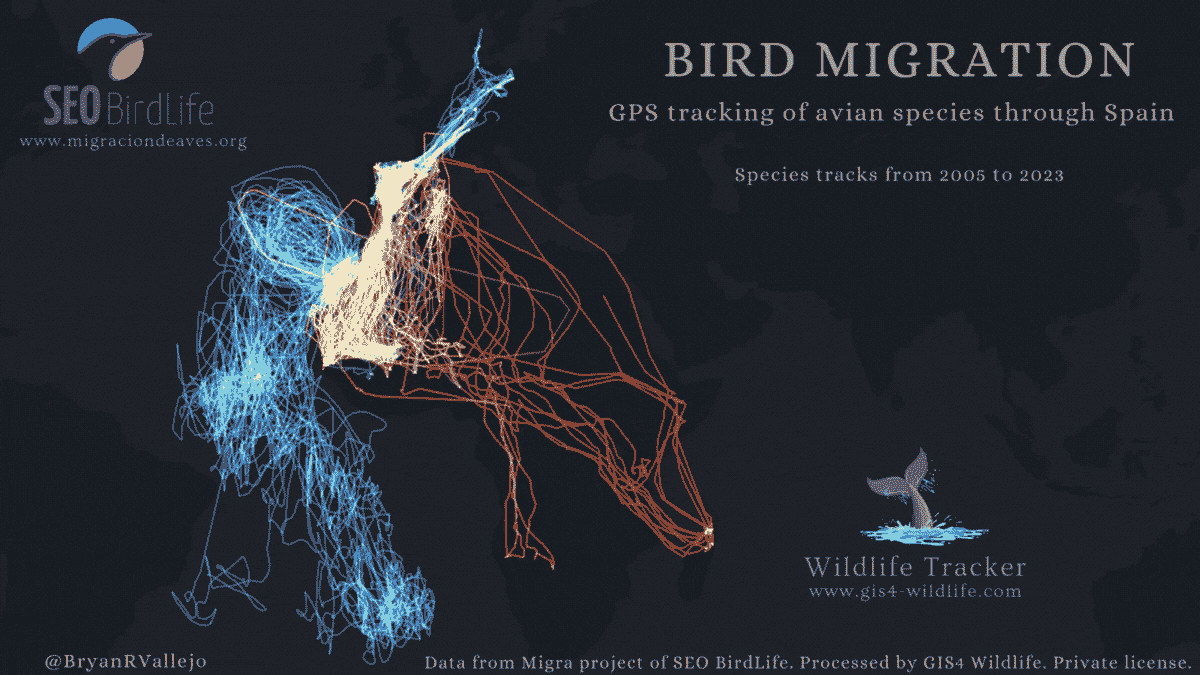 BIRD MIGRATION
GPS tracking of avian species through Spain
Species tracks from 2005 to 2023
SEO BirdLife
www.migraciondeaves.org
Wildlife Tracker
www.gis4-wildlife.com
@BryanRVallejo
Data from Migra project of SEO BirdLife. Processed by GIS4 Wildlife. Private license.